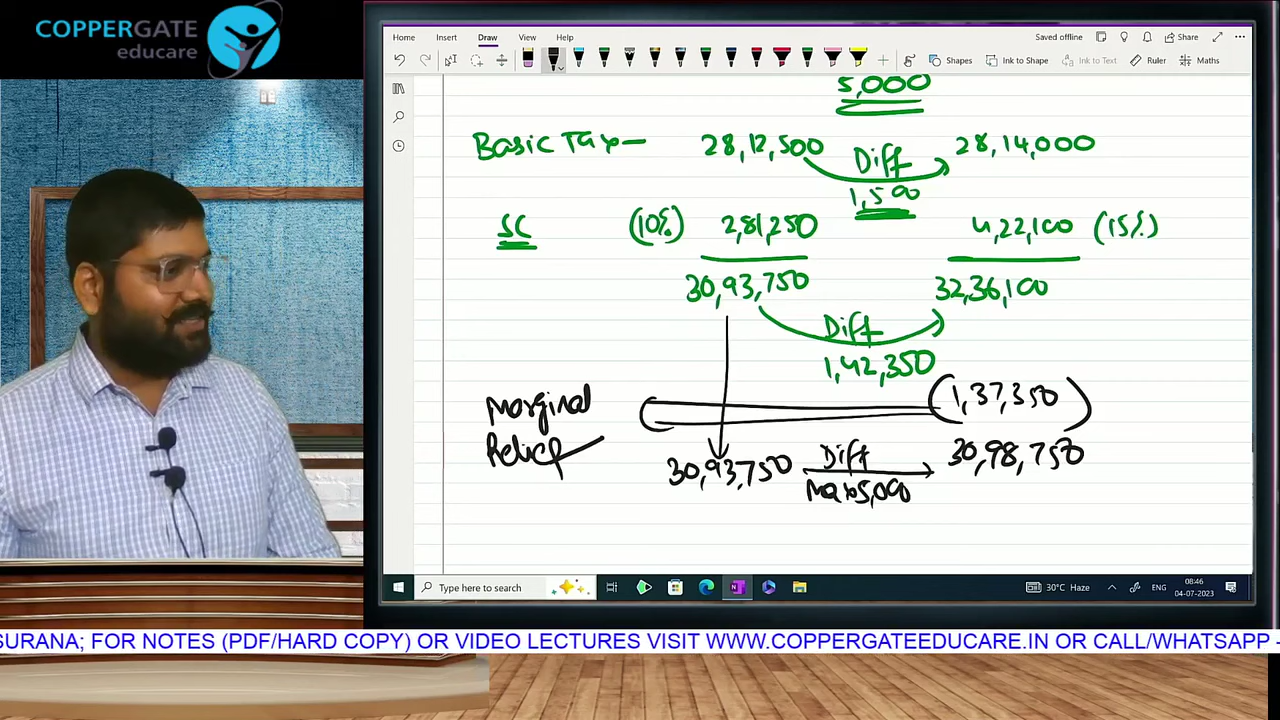 COPPERGATE
educare
Home Insert Draw View Help
Saved offline
Share
Shapes
Ink to Shape
Ink to Text
Ruler
Maths
5,000
Basic Tax— 28,12,500 Diff 28,14,000
1,500
SC (10%) 2,81,250 4,22,100 (15%)
30,93,750 32,36,100
Diff
1,42,350
Marginal (1,37,350)
Relief
30,93,750 Diff 30,98,750
Max 5,000
Type here to search
30°C Haze
ENG
08:46
04-07-2023
SURANA; FOR NOTES (PDF/HARD COPY) OR VIDEO LECTURES VISIT WWW.COPPERGATEEDUCARE.IN OR CALL/WHATSAPP -